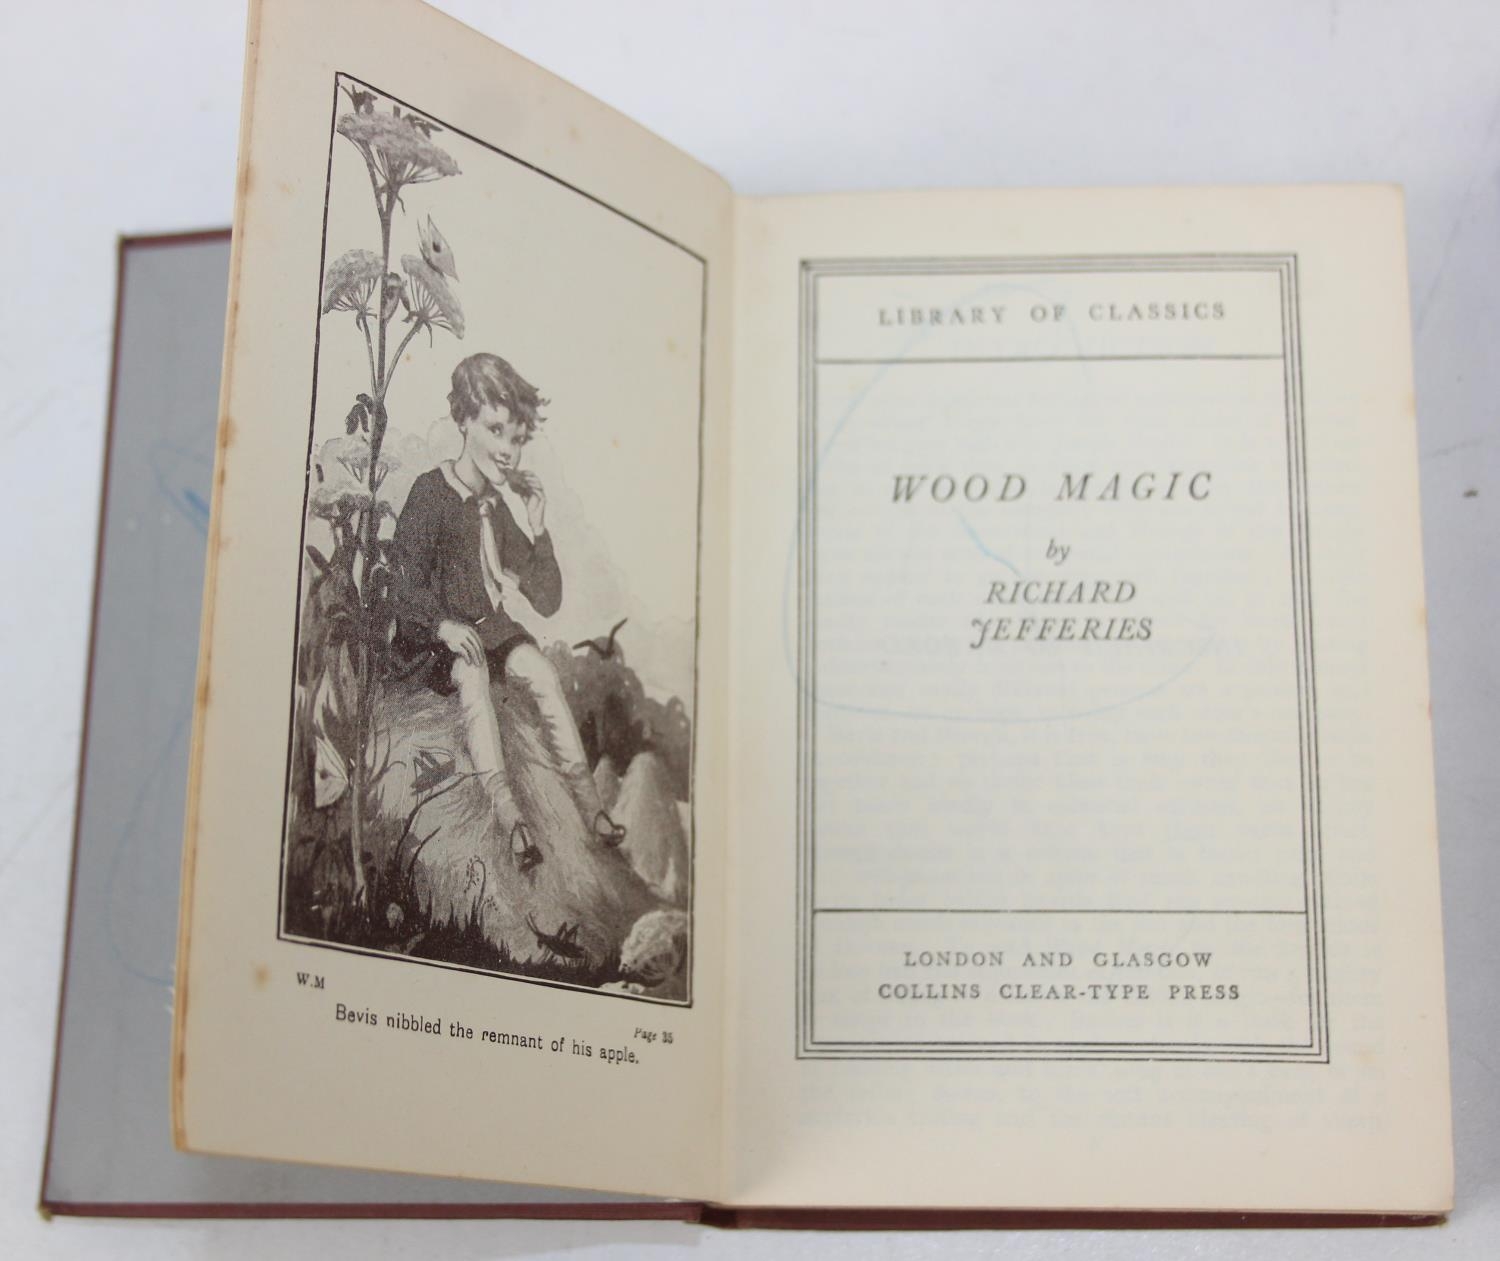 W.M
Page 35
Bevis nibbled the remnant of his apple.
LIBRARY OF CLASSICS
WOOD MAGIC
by
RICHARD
JEFFERIES
LONDON AND GLASGOW
COLLINS CLEAR-TYPE PRESS